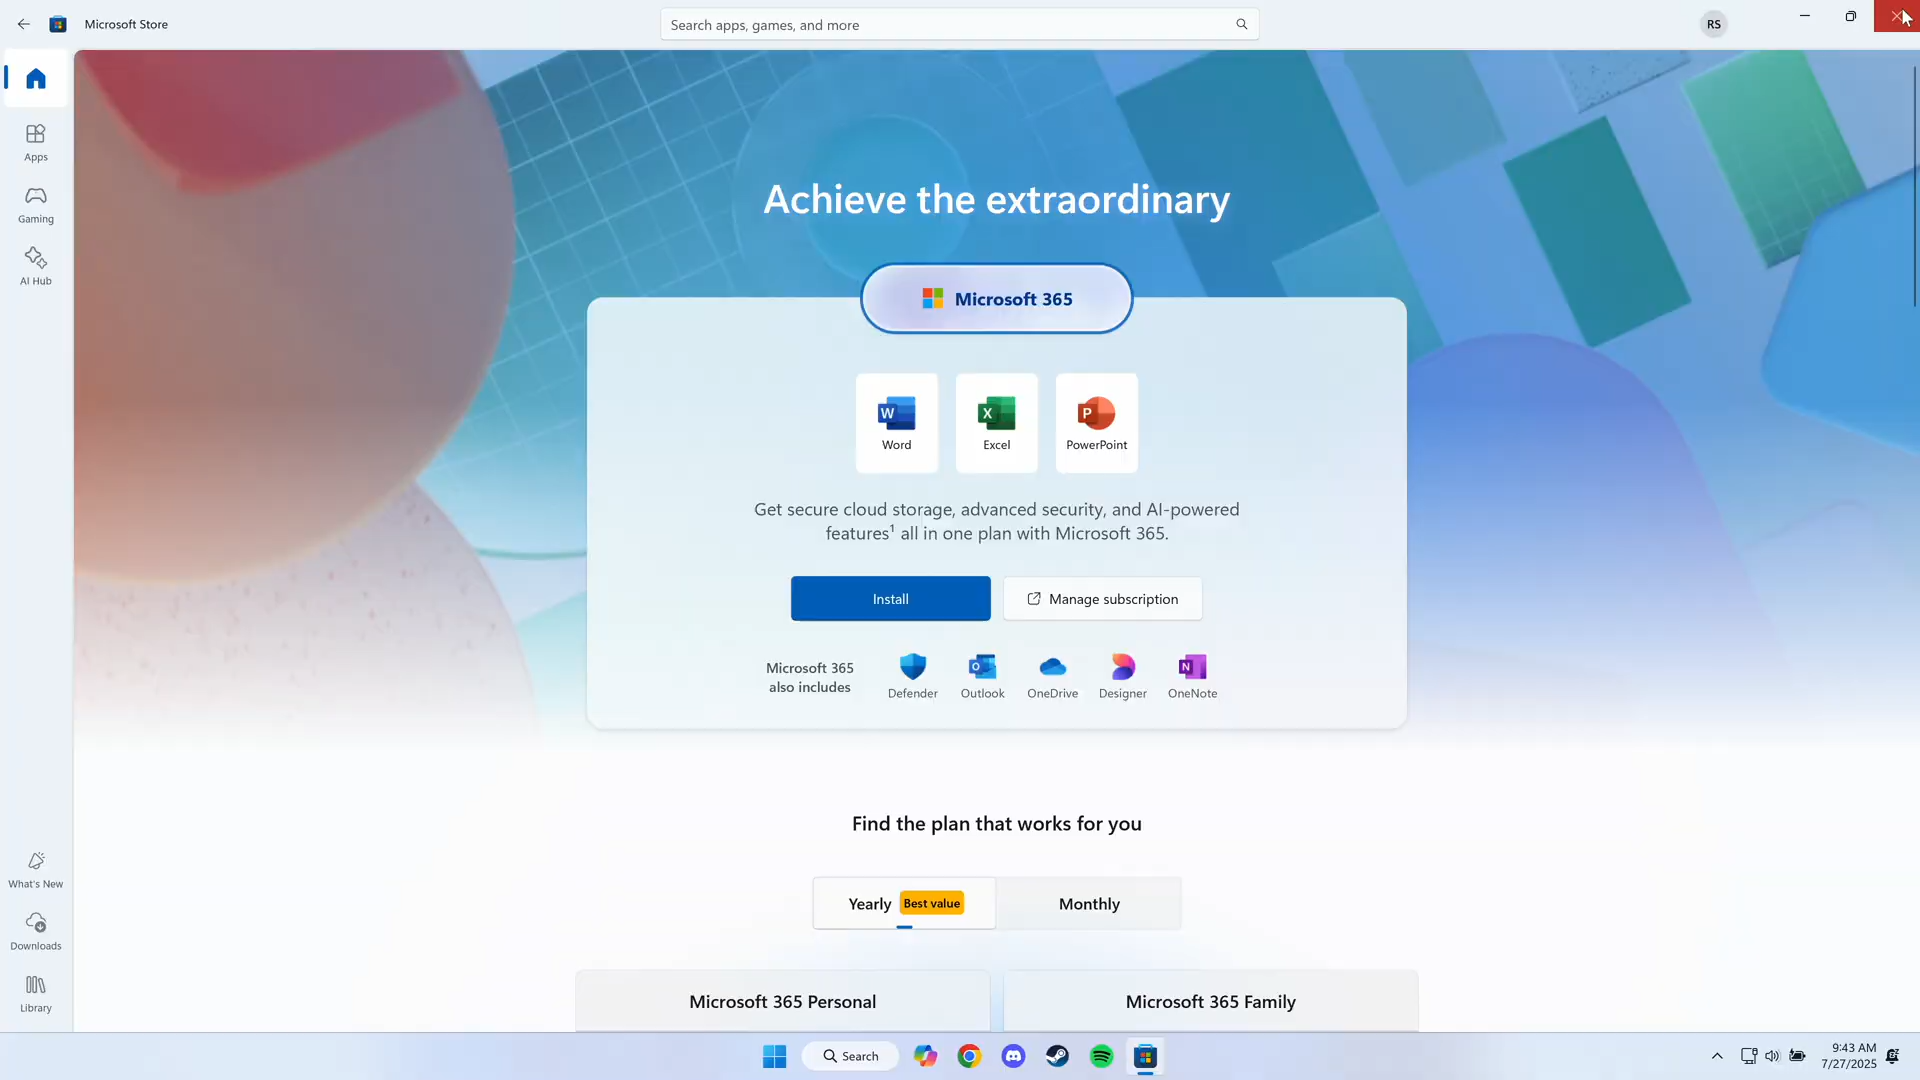 Microsoft Store
Search apps, games, and more
RS
Apps
Gaming
AI Hub
What's New
Downloads
Library
Achieve the extraordinary
Microsoft 365
W
Word
X
Excel
P
PowerPoint
Get secure cloud storage, advanced security, and AI-powered
features¹ all in one plan with Microsoft 365.
Install
Manage subscription
Microsoft 365
also includes
Defender
O
Outlook
OneDrive
Designer
N
OneNote
Find the plan that works for you
Yearly Best value
Monthly
Microsoft 365 Personal
Microsoft 365 Family
Search
9:43 AM
7/27/2025